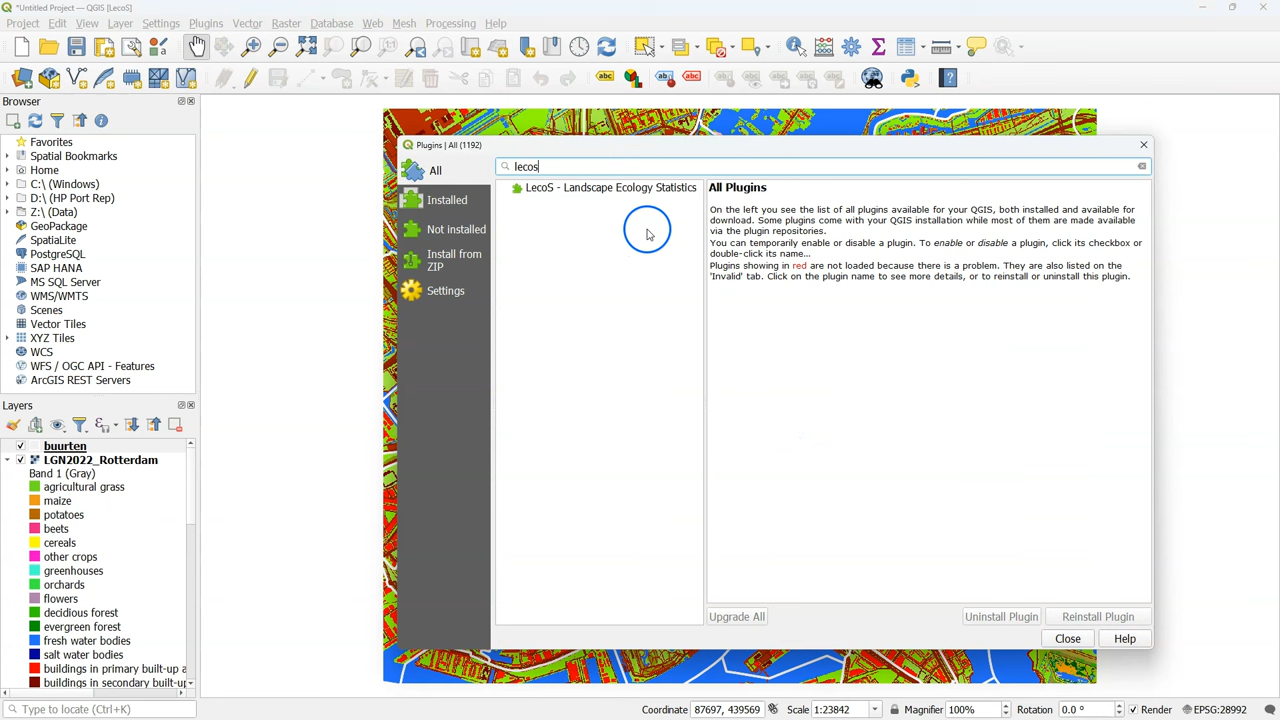 *Untitled Project — QGIS [LecoS]
Project Edit View Layer Settings Plugins Vector Raster Database Web Mesh Processing Help
Browser
Favorites
Spatial Bookmarks
Home
C:\ (Windows)
D:\ (HP Port Rep)
Z:\ (Data)
GeoPackage
SpatiaLite
PostgreSQL
SAP HANA
MS SQL Server
WMS/WMTS
Scenes
Vector Tiles
XYZ Tiles
WCS
WFS / OGC API - Features
ArcGIS REST Servers
Layers
buurten
LGN2022_Rotterdam
Band 1 (Gray)
agricultural grass
maize
potatoes
beets
cereals
other crops
greenhouses
orchards
flowers
decidious forest
evergreen forest
fresh water bodies
salt water bodies
buildings in primary built-up a
buildings in secondary built-up
Plugins | All (1192)
All
Installed
Not installed
Install from
ZIP
Settings
lecos
LecoS - Landscape Ecology Statistics
All Plugins
On the left you see the list of all plugins available for your QGIS, both installed and available for
download. Some plugins come with your QGIS installation while most of them are made available
via the plugin repositories.
You can temporarily enable or disable a plugin. To enable or disable a plugin, click its checkbox or
double-click its name...
Plugins showing in red are not loaded because there is a problem. They are also listed on the
'Invalid' tab. Click on the plugin name to see more details, or to reinstall or uninstall this plugin.
Upgrade All Uninstall Plugin Reinstall Plugin
Close Help
Type to locate (Ctrl+K) Coordinate 87697, 439569 Scale 1:23842 Magnifier 100% Rotation 0.0 ° Render EPSG:28992